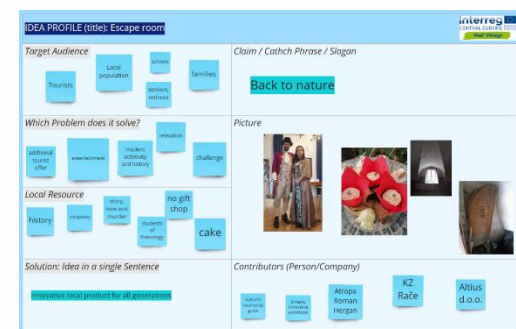 IDEA PROFILE (title): Escape room
Interreg
CENTRAL EUROPE
MaC Village
Target Audience
Tourists
Local
population
schools
seniors,
retirees
families
Claim / Cathch Phrase / Slogan
Back to nature
Which Problem does it solve?
additional
tourist
offer
entertainment
modern
activity
and history
relaxation
challenge
Picture
Local Resource
history
story,
love and
murder
students
of
no gift
shop
cake
Solution: Idea in a single Sentence
innovative local product for all generations
Contributors (Person/Company)
Atropa
Roman
Hergan
KZ
Rače
Altius
d.o.o.